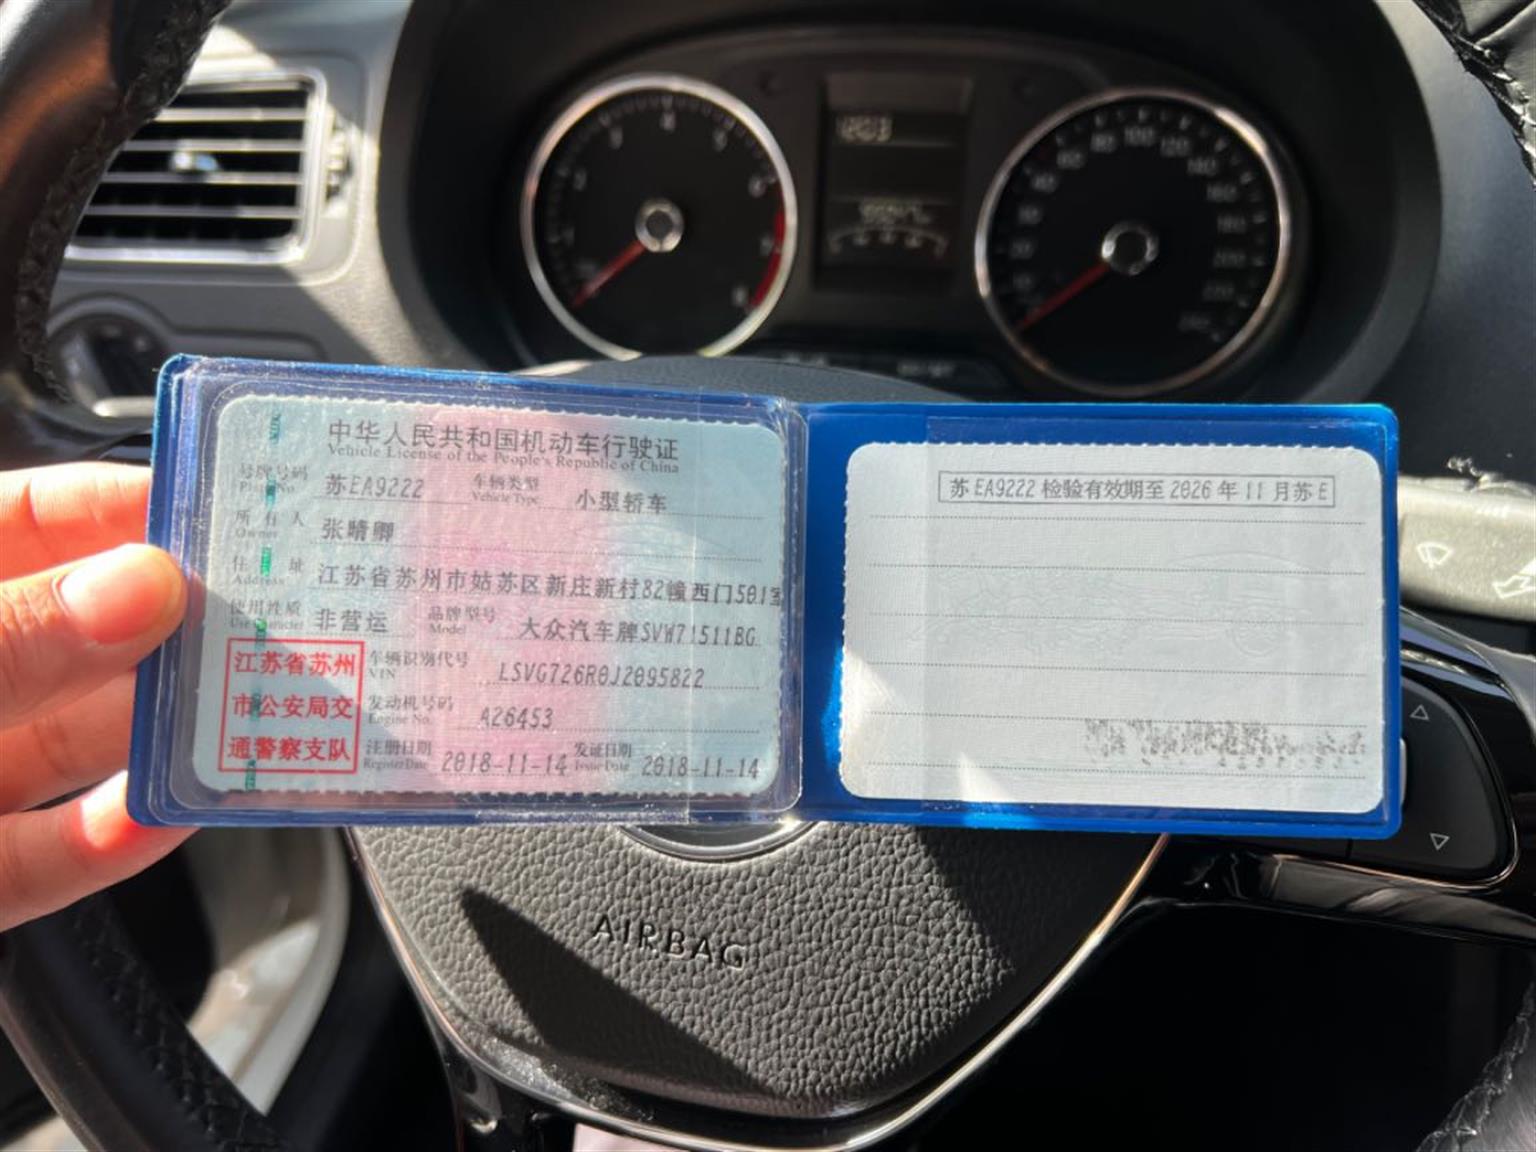 中华人民共和国机动车行驶证
Vehicle License of the People's Republic of China
号牌号码 苏EA9222 车辆类型 小型轿车
Plate No. Vehicle Type
所有人 张晴卿
Owner
住址 江苏省苏州市姑苏区新庄新村82幢西门501室
Address
使用性质 非营运 品牌型号 大众汽车牌SVW71511BG
Use Character Model
江苏省苏州
市公安局交
通警察支队
车辆识别代号 LSVG726R0J2095822
VIN
发动机号码 A26453
Engine No.
注册日期 2018-11-14 发证日期 2018-11-14
Register Date Issue Date
苏EA9222 检验有效期至 2026 年 11 月苏E
AIRBAG